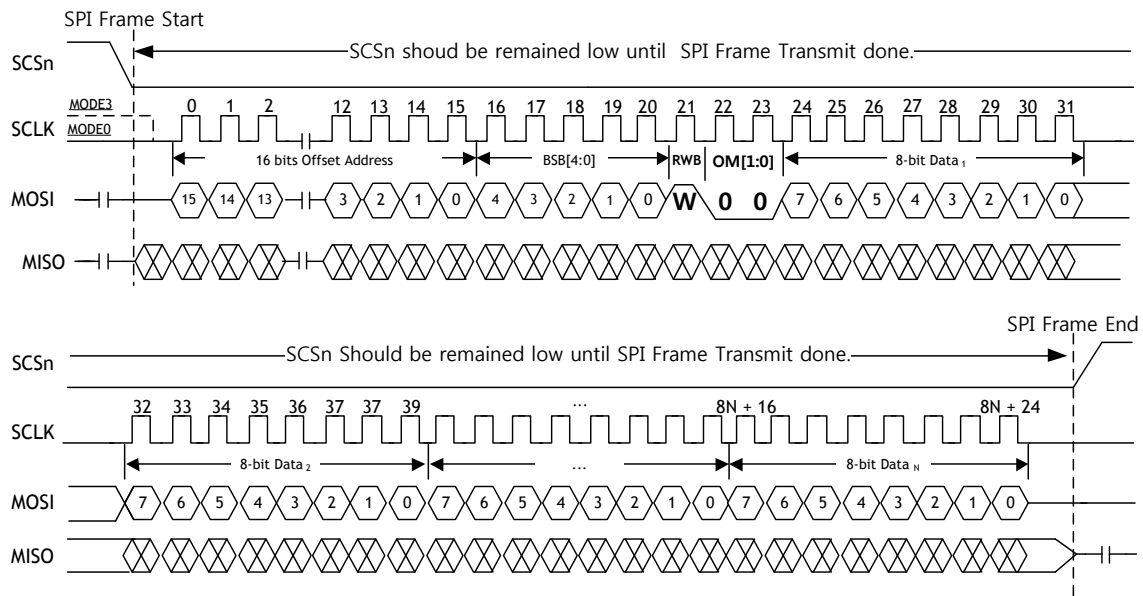 SPI Frame Start
SCSn shoud be remained low until SPI Frame Transmit done.
SCSn
MODE3
0 1 2 12 13 14 15 16 17 18 19 20 21 22 23 24 25 26 27 28 29 30 31
SCLK
MODE0
16 bits Offset Address BSB[4:0] RWB OM[1:0] 8-bit Data 1
MOSI 15 14 13 3 2 1 0 4 3 2 1 0 W 0 0 7 6 5 4 3 2 1 0
MISO
SPI Frame End
SCSn Should be remained low until SPI Frame Transmit done.
SCSn
32 33 34 35 36 37 37 39 ... 8N + 16 8N + 24
SCLK
8-bit Data 2 ... 8-bit Data N
MOSI 7 6 5 4 3 2 1 0 7 6 5 4 3 2 1 0 7 6 5 4 3 2 1 0
MISO